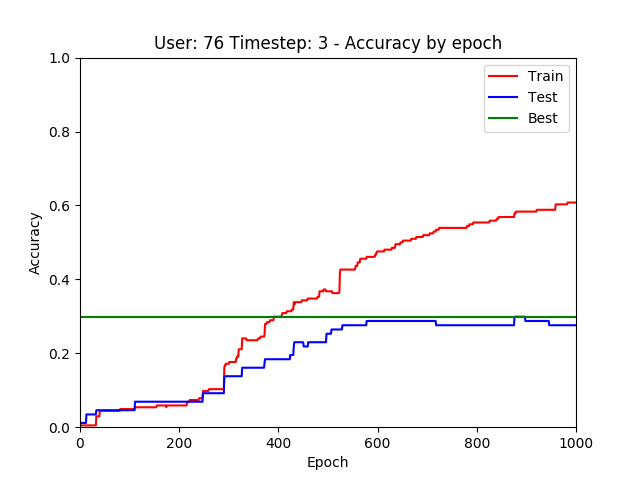 User: 76 Timestep: 3 - Accuracy by epoch
1.0
0.8
0.6
0.4
0.2
0.0
Accuracy
Train
Test
Best
0 200 400 600 800 1000
Epoch